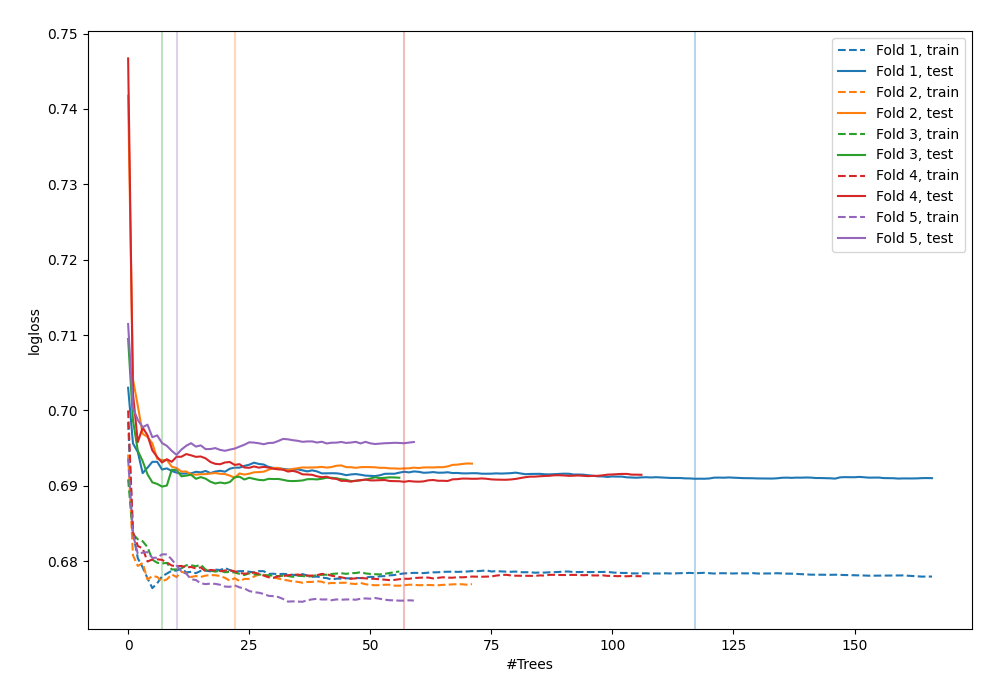 0.75
0.74
0.73
0.72
0.71
0.70
0.69
0.68
logloss
0 25 50 75 100 125 150
#Trees
Fold 1, train
Fold 1, test
Fold 2, train
Fold 2, test
Fold 3, train
Fold 3, test
Fold 4, train
Fold 4, test
Fold 5, train
Fold 5, test